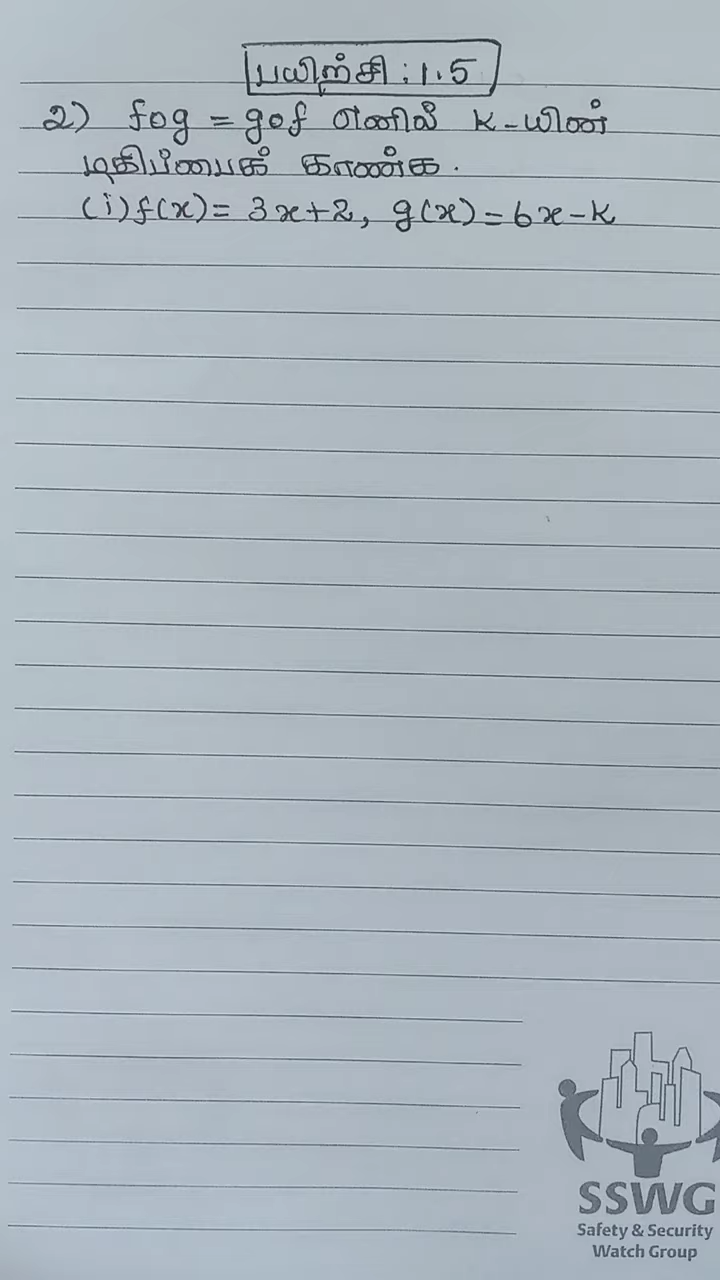 பயிற்சி : 1.5
2) fog = gof எனில் K-யின்
மதிப்பைக் காண்க.
(i) f(x) = 3x+2, g(x) = 6x-K
SSWG
Safety & Security
Watch Group